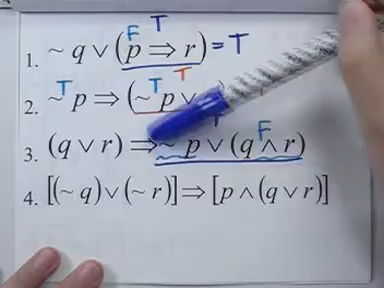 F T
1. ~ q ∨ (p ⇒ r) = T
T T T
2. ~ p ⇒ (~ p ∨
F
3. (q ∨ r) ⇒ ~ p ∨ (q ∧ r)
4. [(~ q) ∨ (~ r)] ⇒ [p ∧ (q ∨ r)]